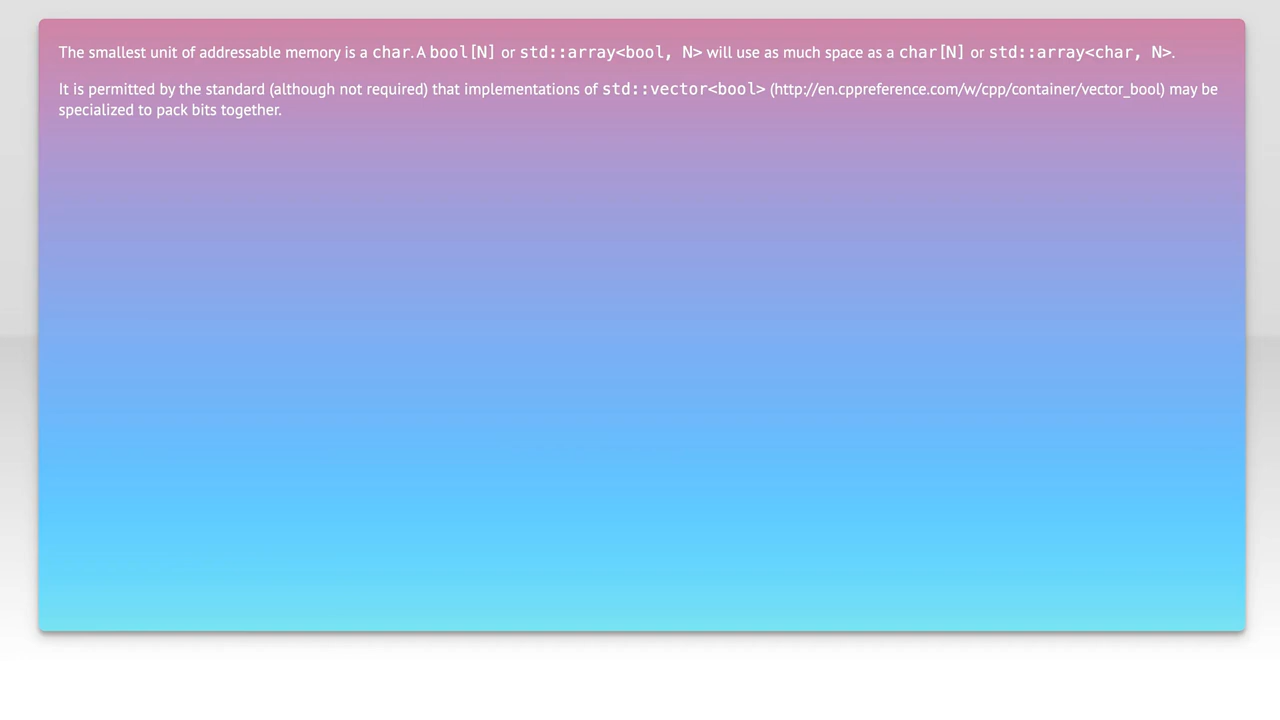 The smallest unit of addressable memory is a char. A bool[N] or std::array<bool, N> will use as much space as a char[N] or std::array<char, N>.
It is permitted by the standard (although not required) that implementations of std::vector<bool> (http://en.cppreference.com/w/cpp/container/vector_bool) may be
specialized to pack bits together.